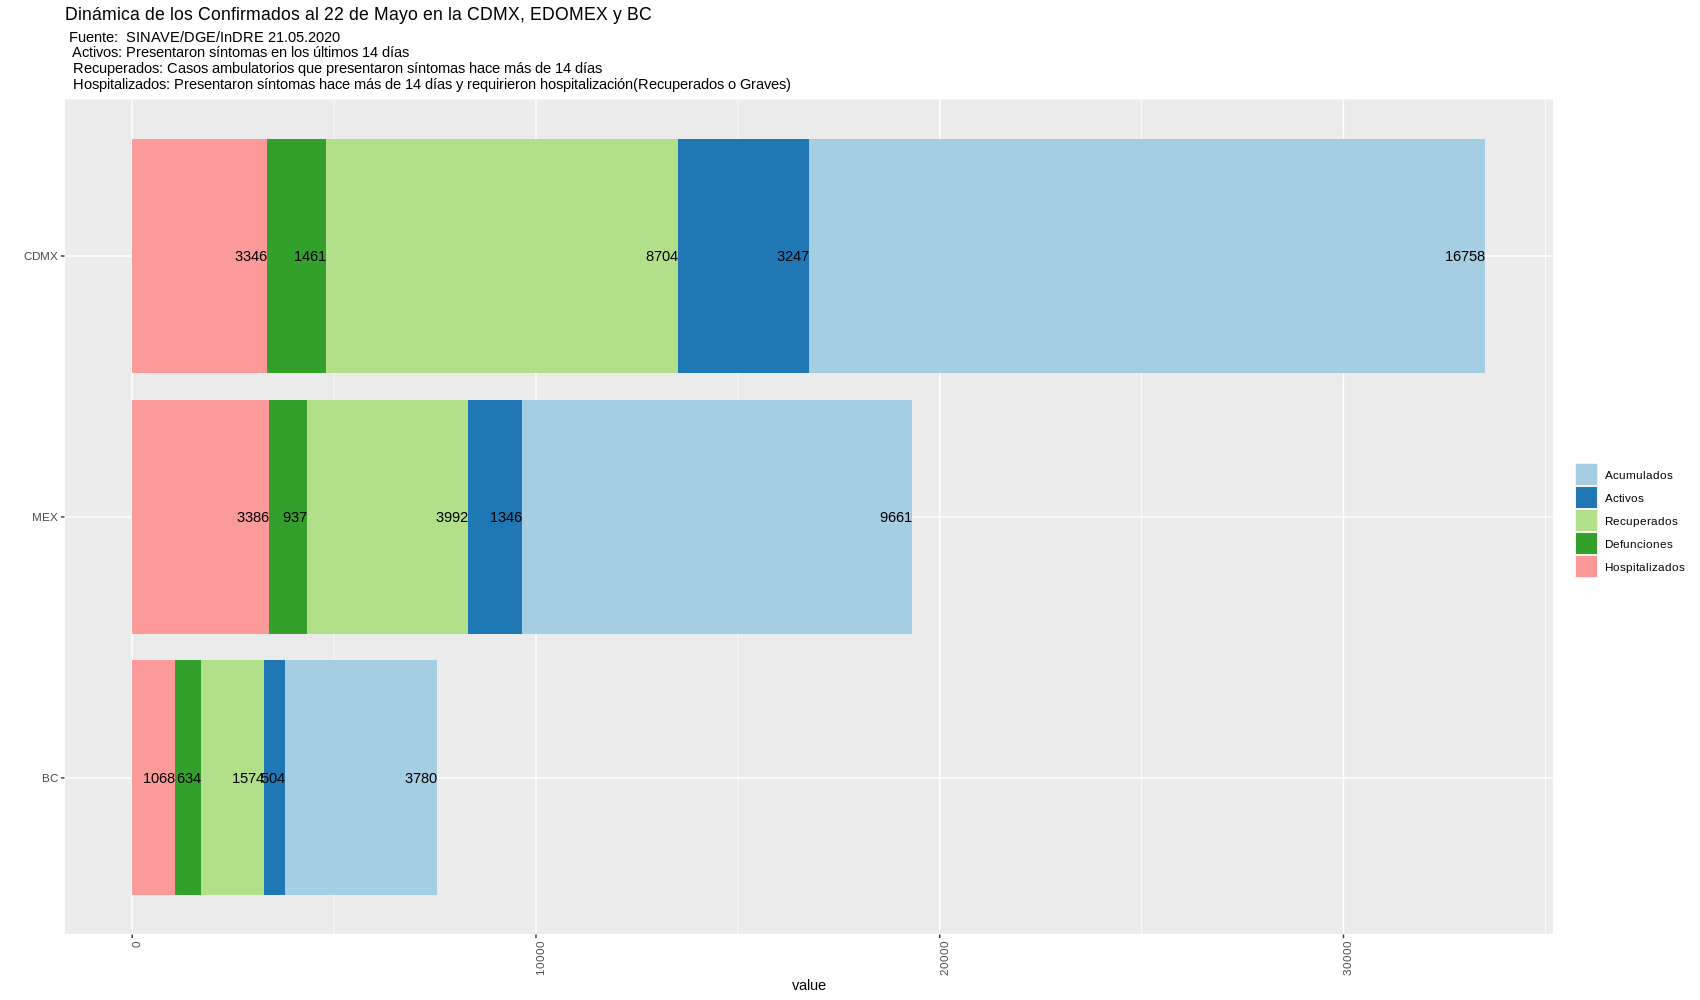 Dinámica de los Confirmados al 22 de Mayo en la CDMX, EDOMEX y BC
Fuente:  SINAVE/DGE/InDRE 21.05.2020
Activos: Presentaron síntomas en los últimos 14 días
Recuperados: Casos ambulatorios que presentaron síntomas hace más de 14 días
Hospitalizados: Presentaron síntomas hace más de 14 días y requirieron hospitalización(Recuperados o Graves)
CDMX 3346 1461 8704 3247 16758
MEX 3386 937 3992 1346 9661
BC 1068 634 1574 504 3780
Acumulados
Activos
Recuperados
Defunciones
Hospitalizados
0 10000 20000 30000
value